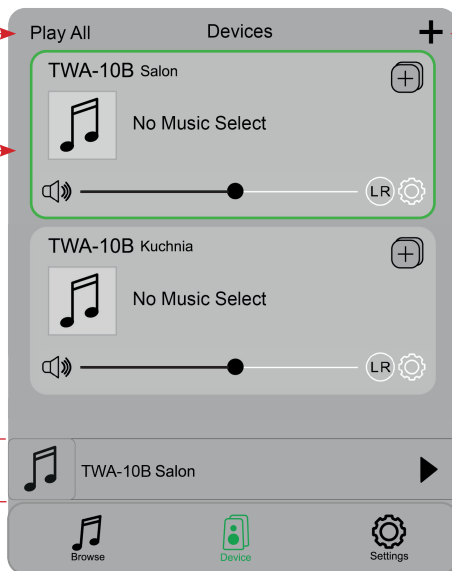 Play All Devices
TWA-10B Salon
No Music Select
LR
TWA-10B Kuchnia
No Music Select
LR
TWA-10B Salon
Browse Device Settings